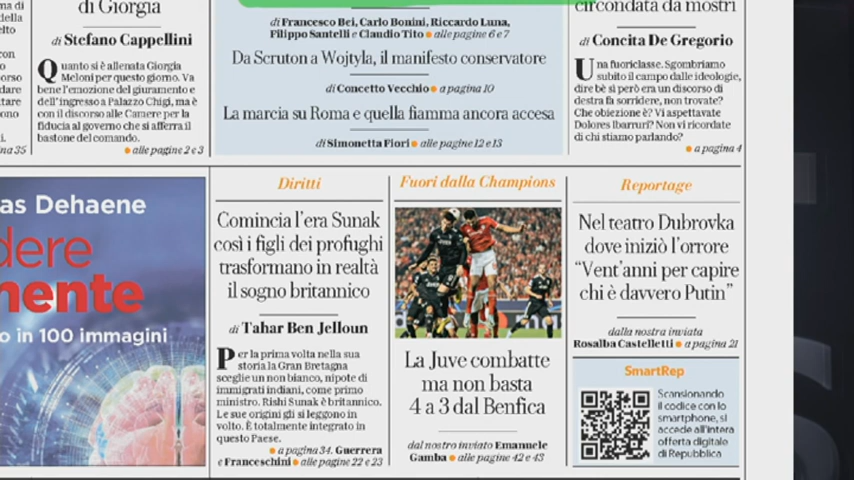 di Giorgia
di Stefano Cappellini
Quanto si è allenata Giorgia
Meloni per questo giorno. Va
bene l'emozione del giuramento e
dell'ingresso a Palazzo Chigi, ma è
con il discorso alle Camere per la
fiducia al governo che si afferra il
bastone del comando.
alle pagine 2 e 3
di Francesco Bei, Carlo Bonini, Riccardo Luna,
Filippo Santelli e Claudio Tito • alle pagine 6 e 7
Da Scruton a Wojtyla, il manifesto conservatore
di Concetto Vecchio • a pagina 10
La marcia su Roma e quella fiamma ancora accesa
di Simonetta Fiori • alle pagine 12 e 13
circondata da mostri
di Concita De Gregorio
Una fuoriclasse. Sgombriamo
subito il campo dalle ideologie,
dire bè sì però era un discorso di
destra fa sorridere, non trovate?
Che obiezione è? Vi aspettavate
Dolores Ibarruri? Non vi ricordate
di chi stiamo parlando?
• a pagina 4
as Dehaene
dere
mente
o in 100 immagini
Diritti
Comincia l'era Sunak
così i figli dei profughi
trasformano in realtà
il sogno britannico
di Tahar Ben Jelloun
Per la prima volta nella sua
storia la Gran Bretagna
sceglie un non bianco, nipote di
immigrati indiani, come primo
ministro. Rishi Sunak è britannico.
Le sue origini gli si leggono in
volto. È totalmente integrato in
questo Paese.
• a pagina 34. Guerrera
e Franceschini • alle pagine 22 e 23
Fuori dalla Champions
La Juve combatte
ma non basta
4 a 3 dal Benfica
dal nostro inviato Emanuele
Gamba • alle pagine 42 e 43
Reportage
Nel teatro Dubrovka
dove iniziò l'orrore
“Vent'anni per capire
chi è davvero Putin”
dalla nostra inviata
Rosalba Castelletti • a pagina 21
SmartRep
Scansionando
il codice con lo
smartphone, si
accede all'intera
offerta digitale
di Repubblica